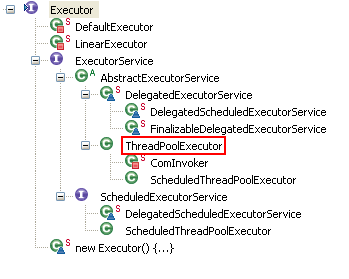 Executor
DefaultExecutor
LinearExecutor
ExecutorService
AbstractExecutorService
DelegatedExecutorService
DelegatedScheduledExecutorService
FinalizableDelegatedExecutorService
ThreadPoolExecutor
ComInvoker
ScheduledThreadPoolExecutor
ScheduledExecutorService
DelegatedScheduledExecutorService
ScheduledThreadPoolExecutor
new Executor() {...}